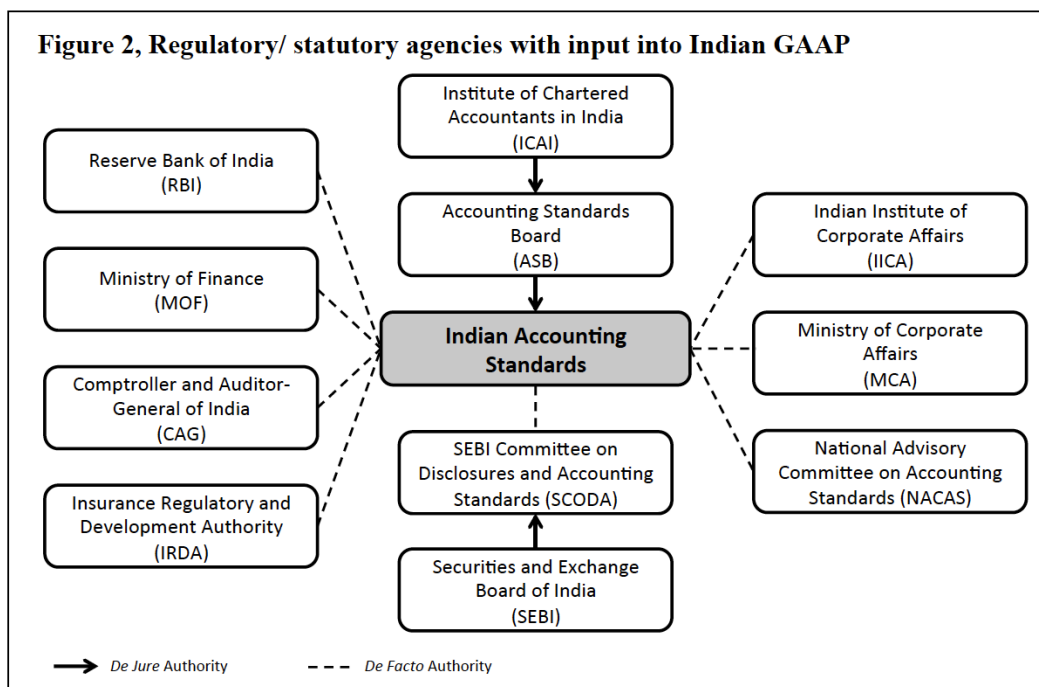 Figure 2, Regulatory/ statutory agencies with input into Indian GAAP
Institute of Chartered
Accountants in India
(ICAI)
Reserve Bank of India
(RBI)
Accounting Standards
Board
(ASB)
Indian Institute of
Corporate Affairs
(IICA)
Ministry of Finance
(MOF)
Indian Accounting
Standards
Ministry of Corporate
Affairs
(MCA)
Comptroller and Auditor-
General of India
(CAG)
SEBI Committee on
Disclosures and Accounting
Standards (SCODA)
National Advisory
Committee on Accounting
Standards (NACAS)
Insurance Regulatory and
Development Authority
(IRDA)
Securities and Exchange
Board of India
(SEBI)
De Jure Authority
De Facto Authority